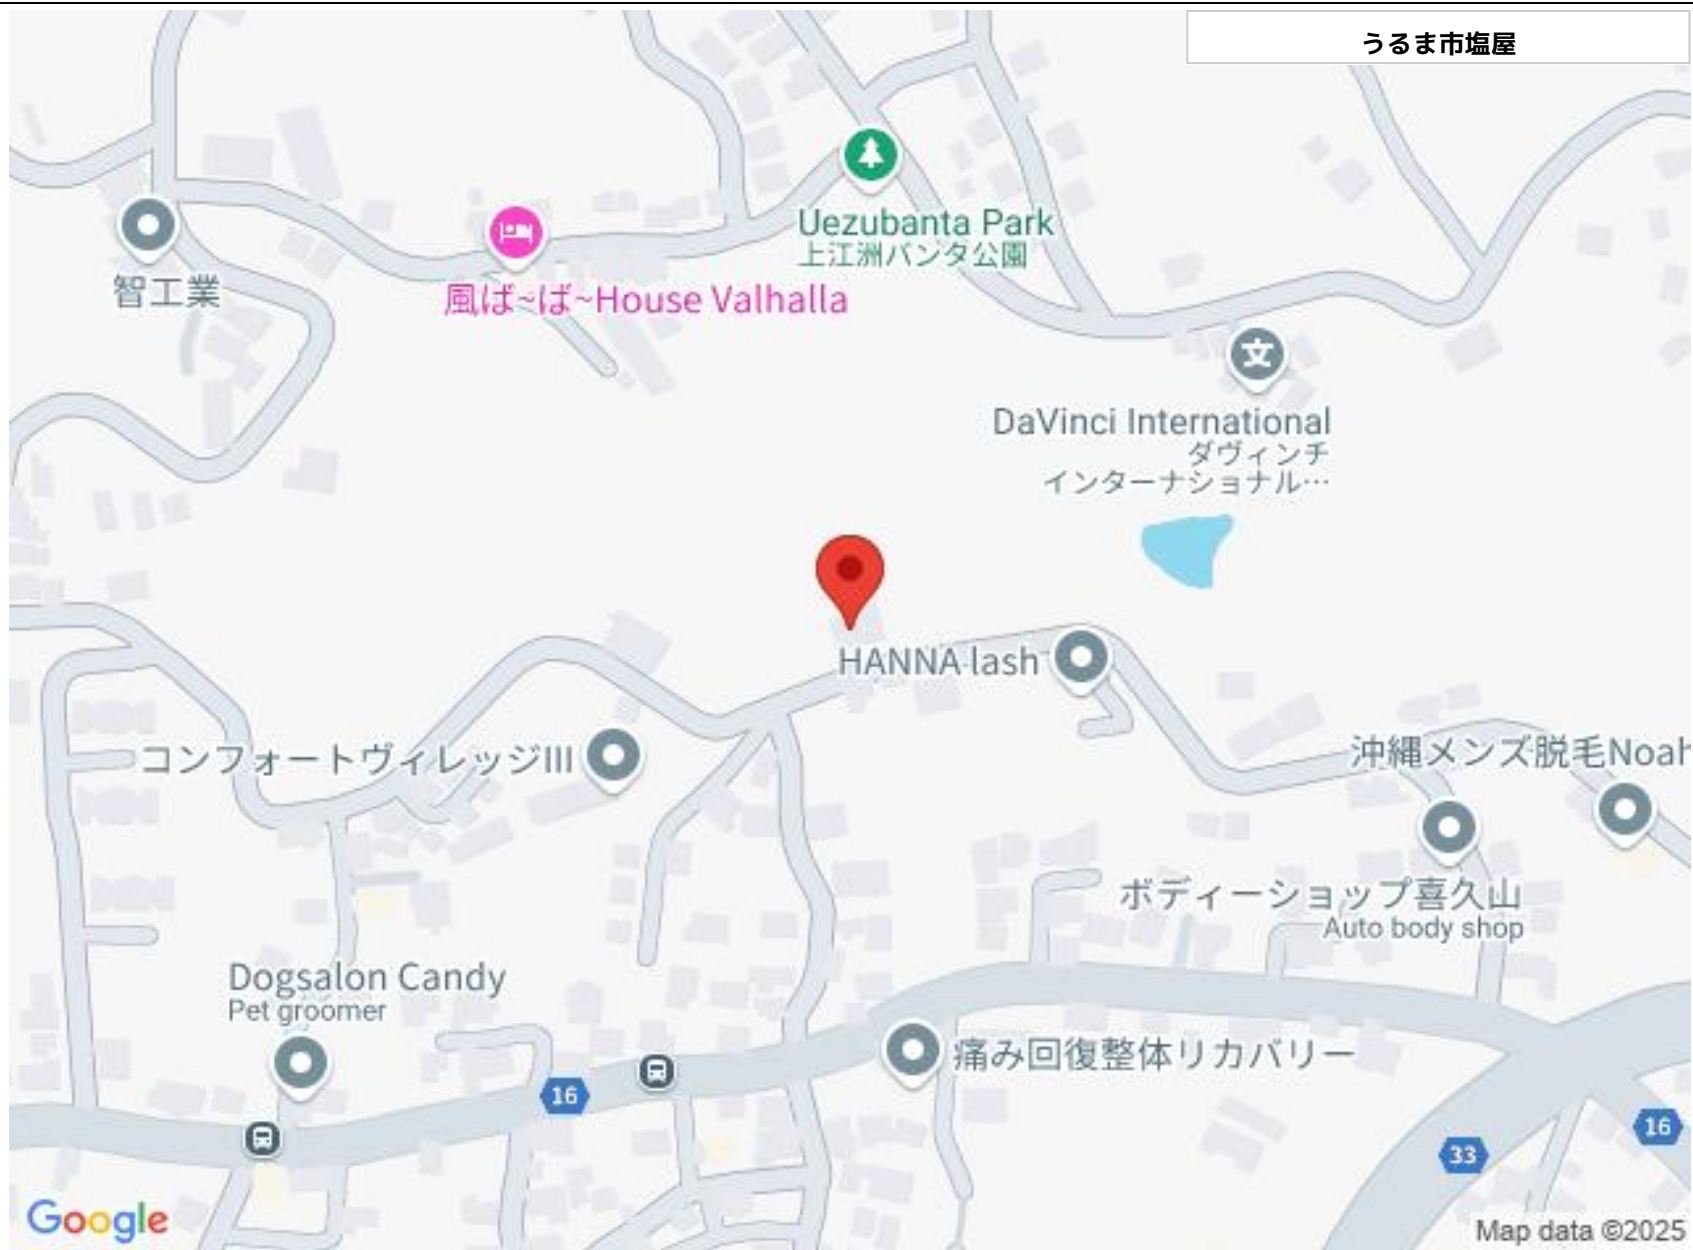 うるま市塩屋
Uezubanta Park
上江洲バンタ公園
智工業
風ば~ば~House Valhalla
DaVinci International
ダヴィンチ
インターナショナル…
HANNA lash
コンフォートヴィレッジIII
沖縄メンズ脱毛Noah
ボディーショップ喜久山
Auto body shop
Dogsalon Candy
Pet groomer
痛み回復整体リカバリー
16
16
33
Google
Map data ©2025